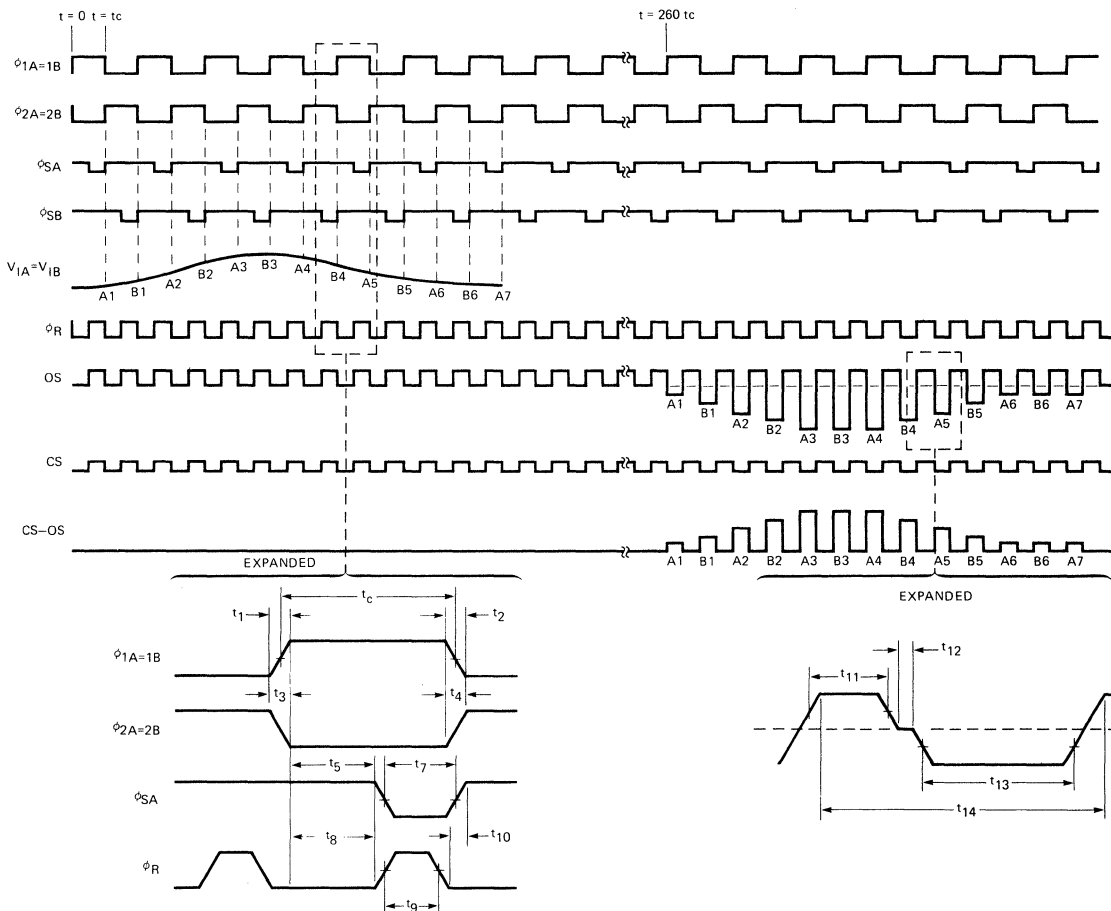 t = 0 t = tc t = 260 tc
ϕ1A=1B
ϕ2A=2B
ϕSA
ϕSB
VIA=VIB
A1 B1 A2 B2 A3 B3 A4 B4 A5 B5 A6 B6 A7
ϕR
OS
A1 B1 A2 B2 A3 B3 A4 B4 A5 B5 A6 B6 A7
CS
CS–OS
A1 B1 A2 B2 A3 B3 A4 B4 A5 B5 A6 B6 A7
EXPANDED
tc
t1 t2
ϕ1A=1B
t3 t4
ϕ2A=2B
t5 t7
ϕSA
t8 t10
ϕR
t9
EXPANDED
t12
t11
t13
t14